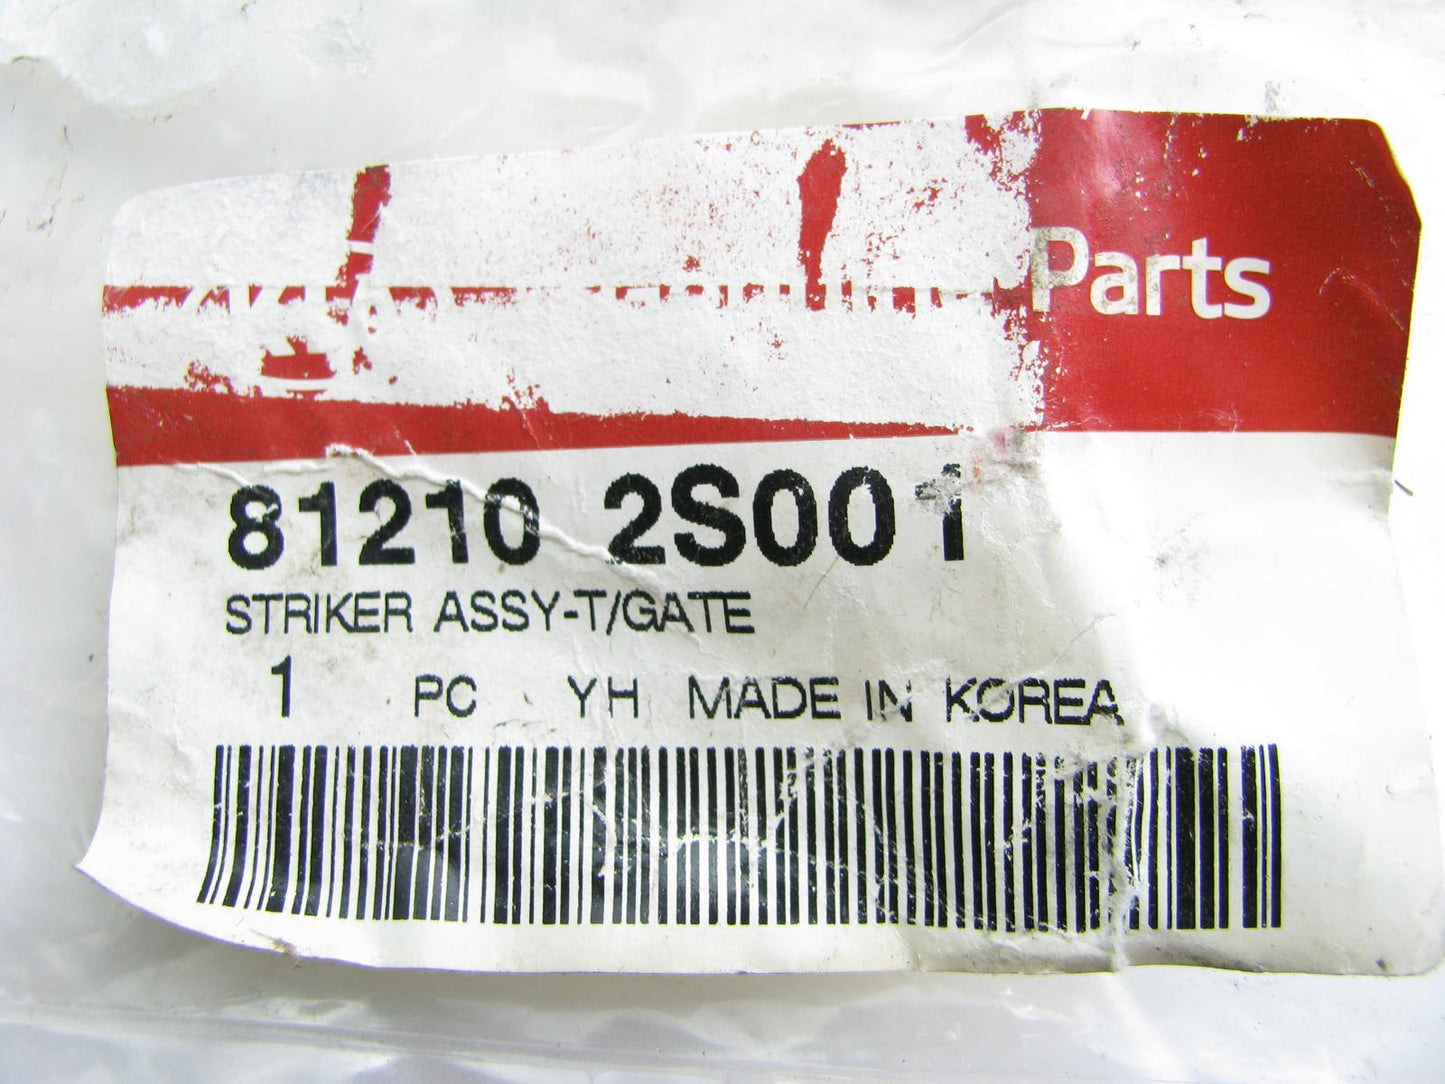 Parts
81210 2S001
STRIKER ASSY-T/GATE
1 PC YH MADE IN KOREA